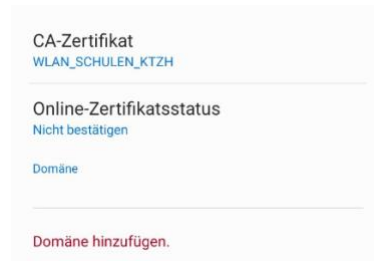 CA-Zertifikat
WLAN_SCHULEN_KTZH
Online-Zertifikatsstatus
Nicht bestätigen
Domäne
Domäne hinzufügen.